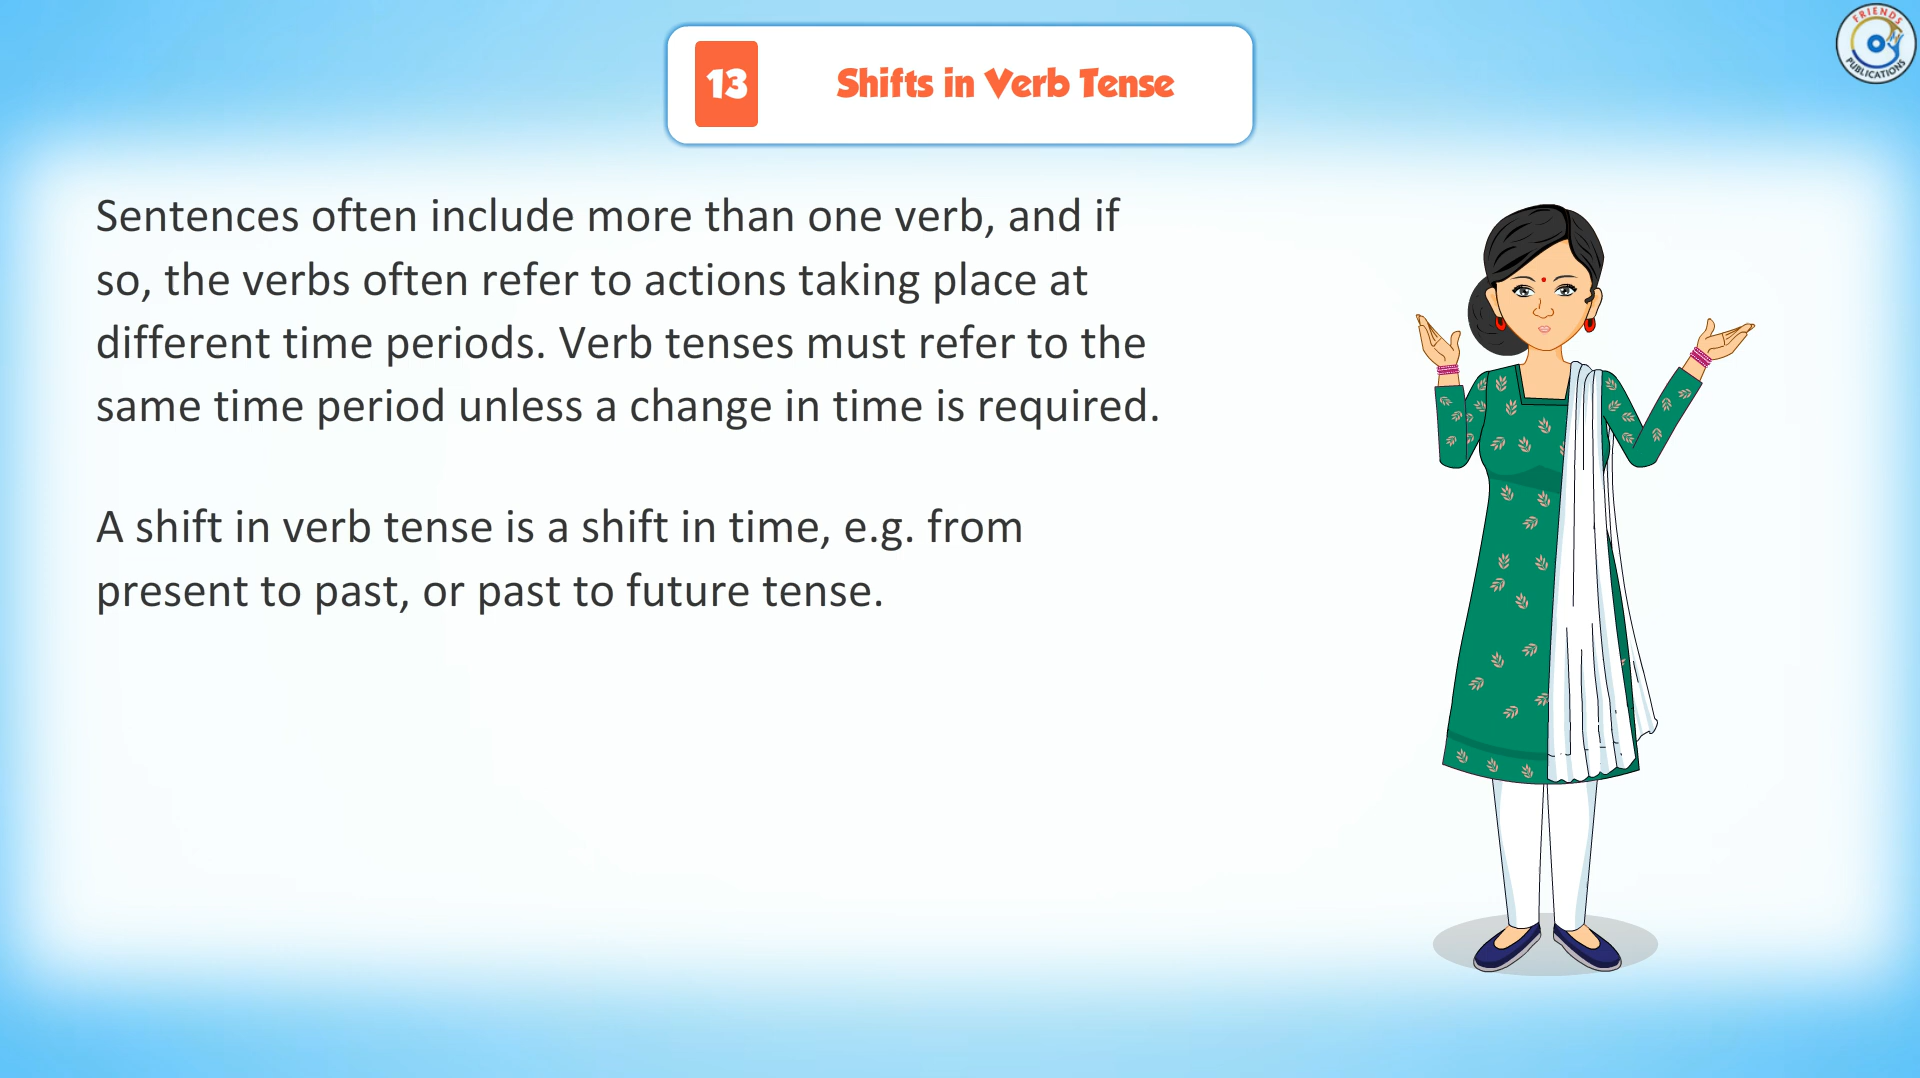 13
Shifts in Verb Tense
FRIENDS
PUBLICATIONS
Sentences often include more than one verb, and if
so, the verbs often refer to actions taking place at
different time periods. Verb tenses must refer to the
same time period unless a change in time is required.
A shift in verb tense is a shift in time, e.g. from
present to past, or past to future tense.